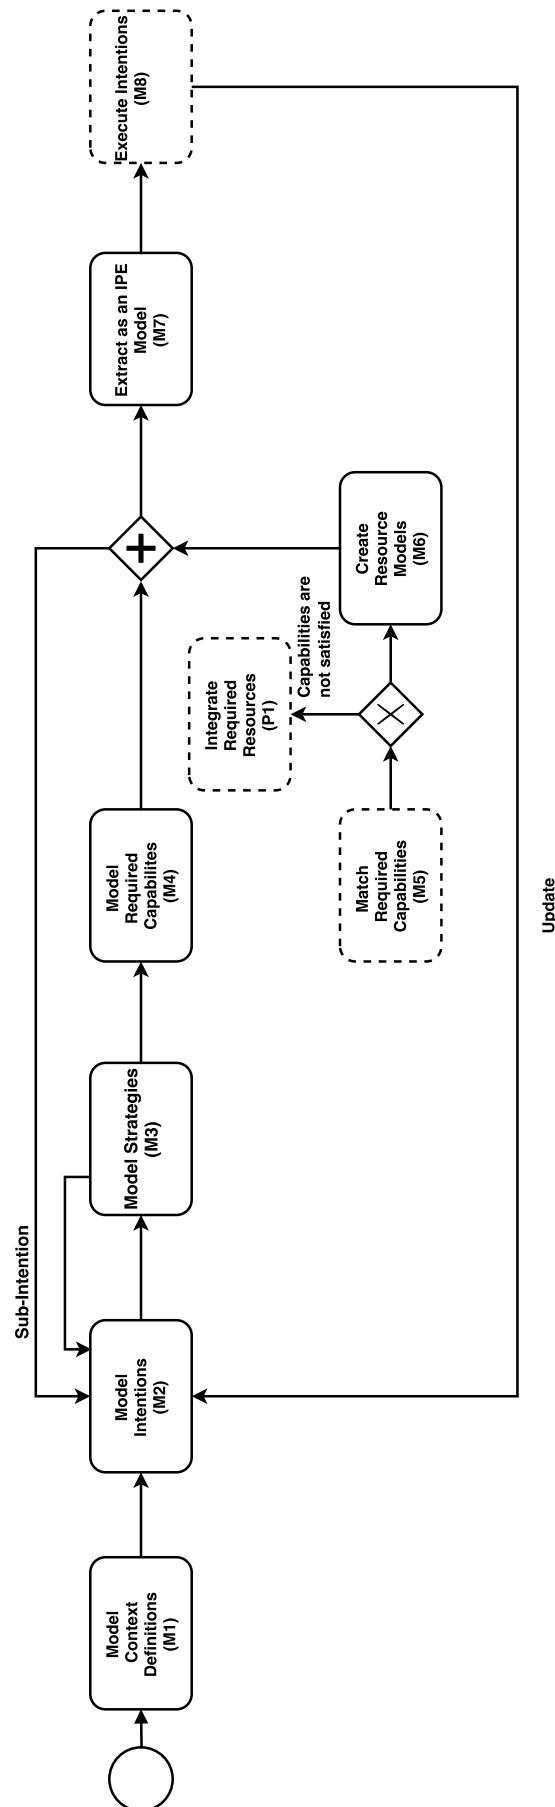 Model
Context
Definitions
(M1)
Model
Intentions
(M2)
Sub-Intention
Model Strategies
(M3)
Model
Required
Capabilites
(M4)
Match
Required
Capabilities
(M5)
Integrate
Required
Resources
(P1)
Capabilities are
not satisfied
Create
Resource
Models
(M6)
Extract as an IPE
Model
(M7)
Execute Intentions
(M8)
Update